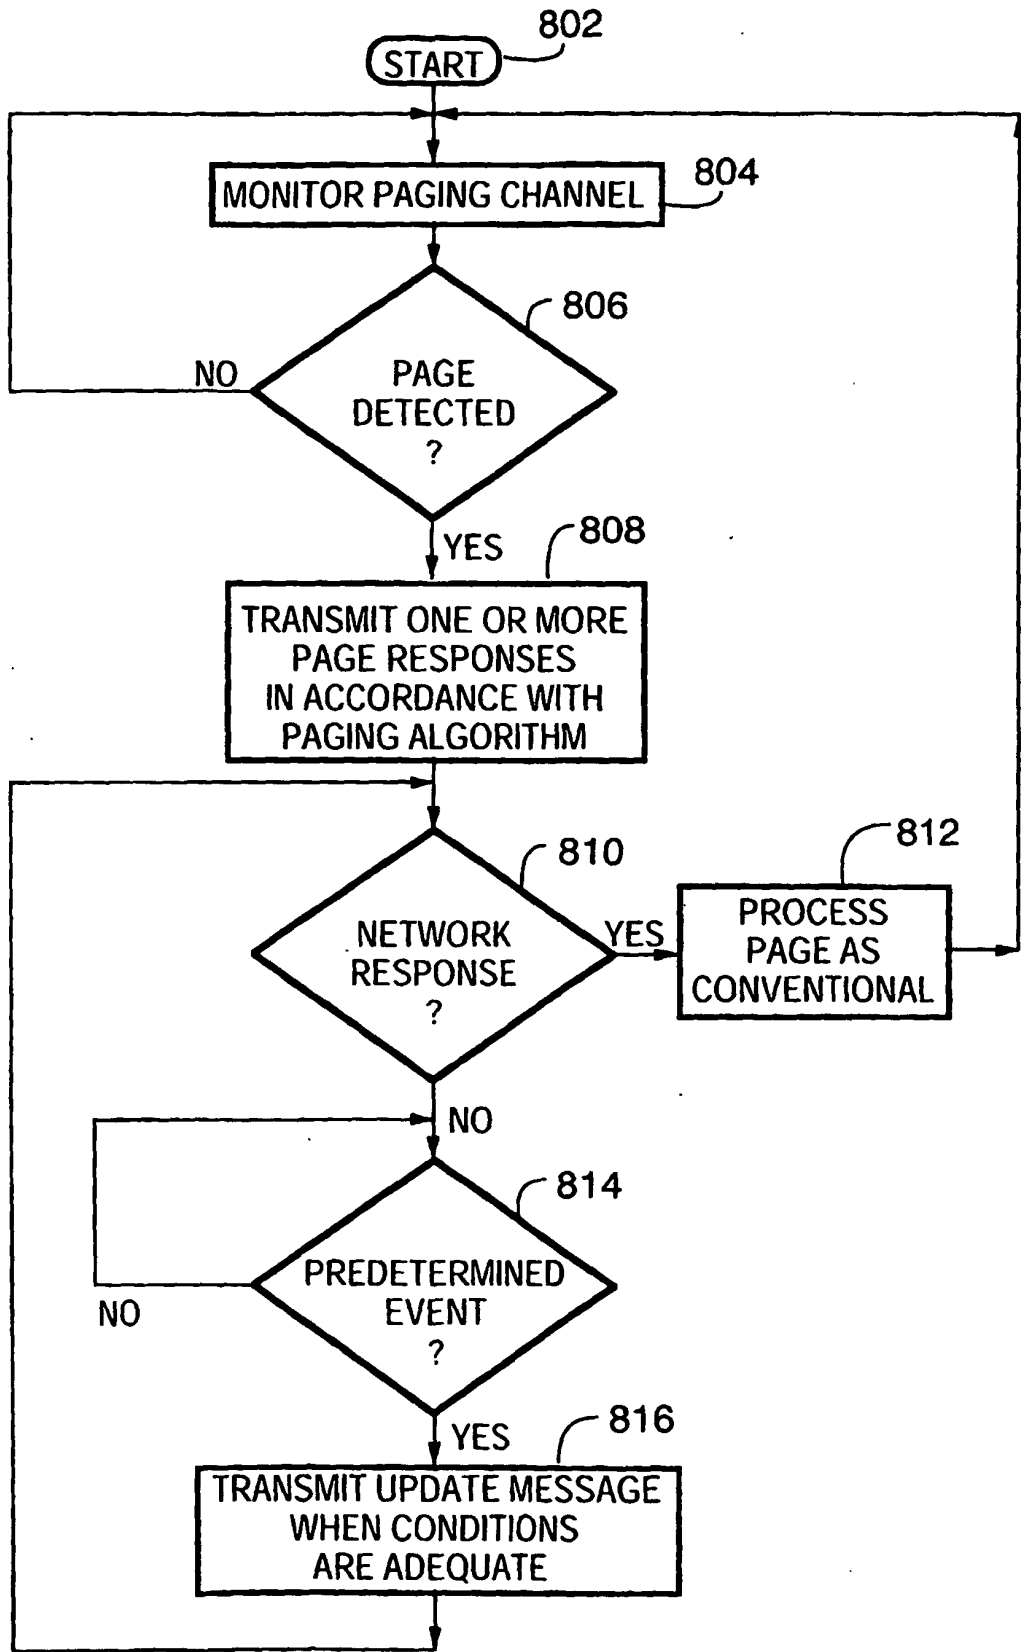 802
START
MONITOR PAGING CHANNEL
804
806
NO
PAGE
DETECTED
?
YES
808
TRANSMIT ONE OR MORE
PAGE RESPONSES
IN ACCORDANCE WITH
PAGING ALGORITHM
810
812
NETWORK
RESPONSE
?
YES
PROCESS
PAGE AS
CONVENTIONAL
NO
814
PREDETERMINED
EVENT
?
NO
YES
816
TRANSMIT UPDATE MESSAGE
WHEN CONDITIONS
ARE ADEQUATE